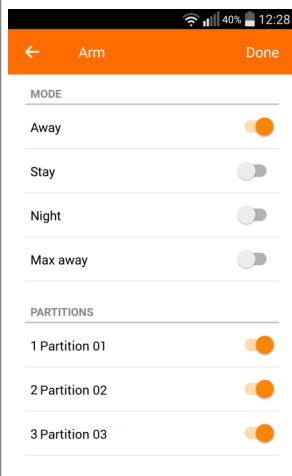 40% 12:28
Arm Done
MODE
Away
Stay
Night
Max away
PARTITIONS
1 Partition 01
2 Partition 02
3 Partition 03